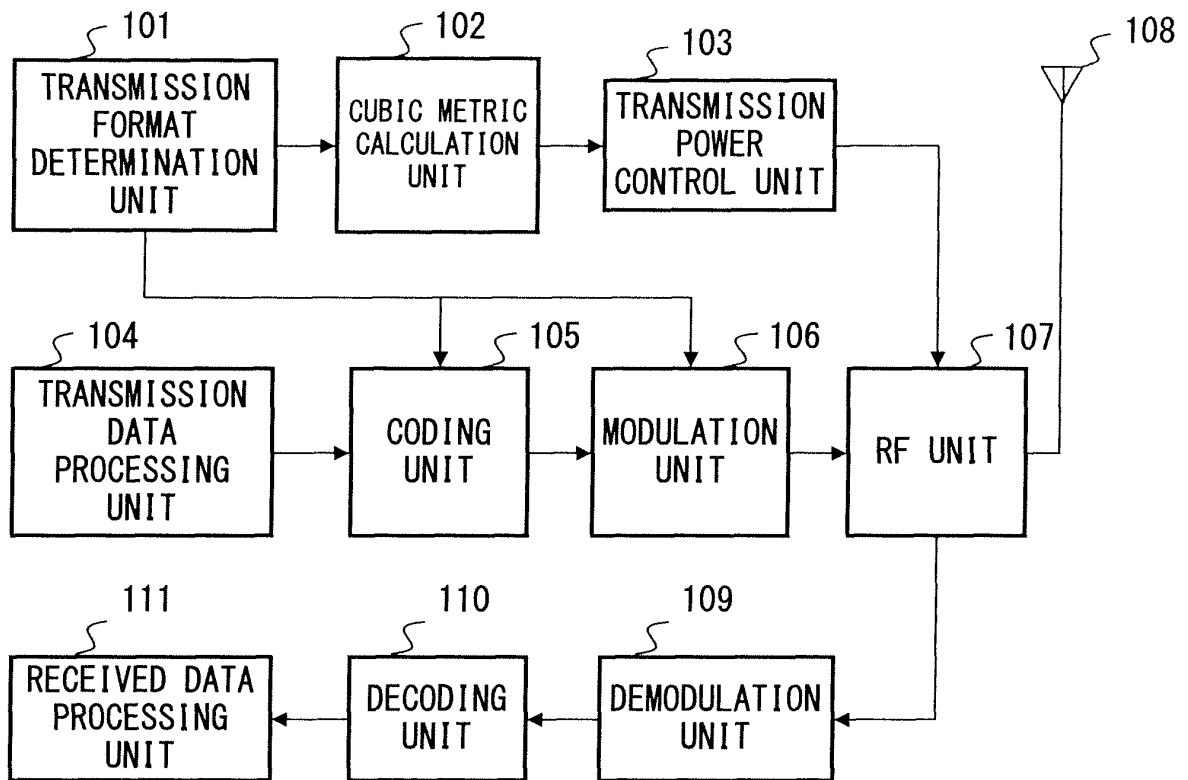 101
TRANSMISSION
FORMAT
DETERMINATION
UNIT
102
CUBIC METRIC
CALCULATION
UNIT
103
TRANSMISSION
POWER
CONTROL UNIT
108
104
TRANSMISSION
DATA
PROCESSING
UNIT
105
CODING
UNIT
106
MODULATION
UNIT
107
RF UNIT
111
RECEIVED DATA
PROCESSING
UNIT
110
DECODING
UNIT
109
DEMODULATION
UNIT